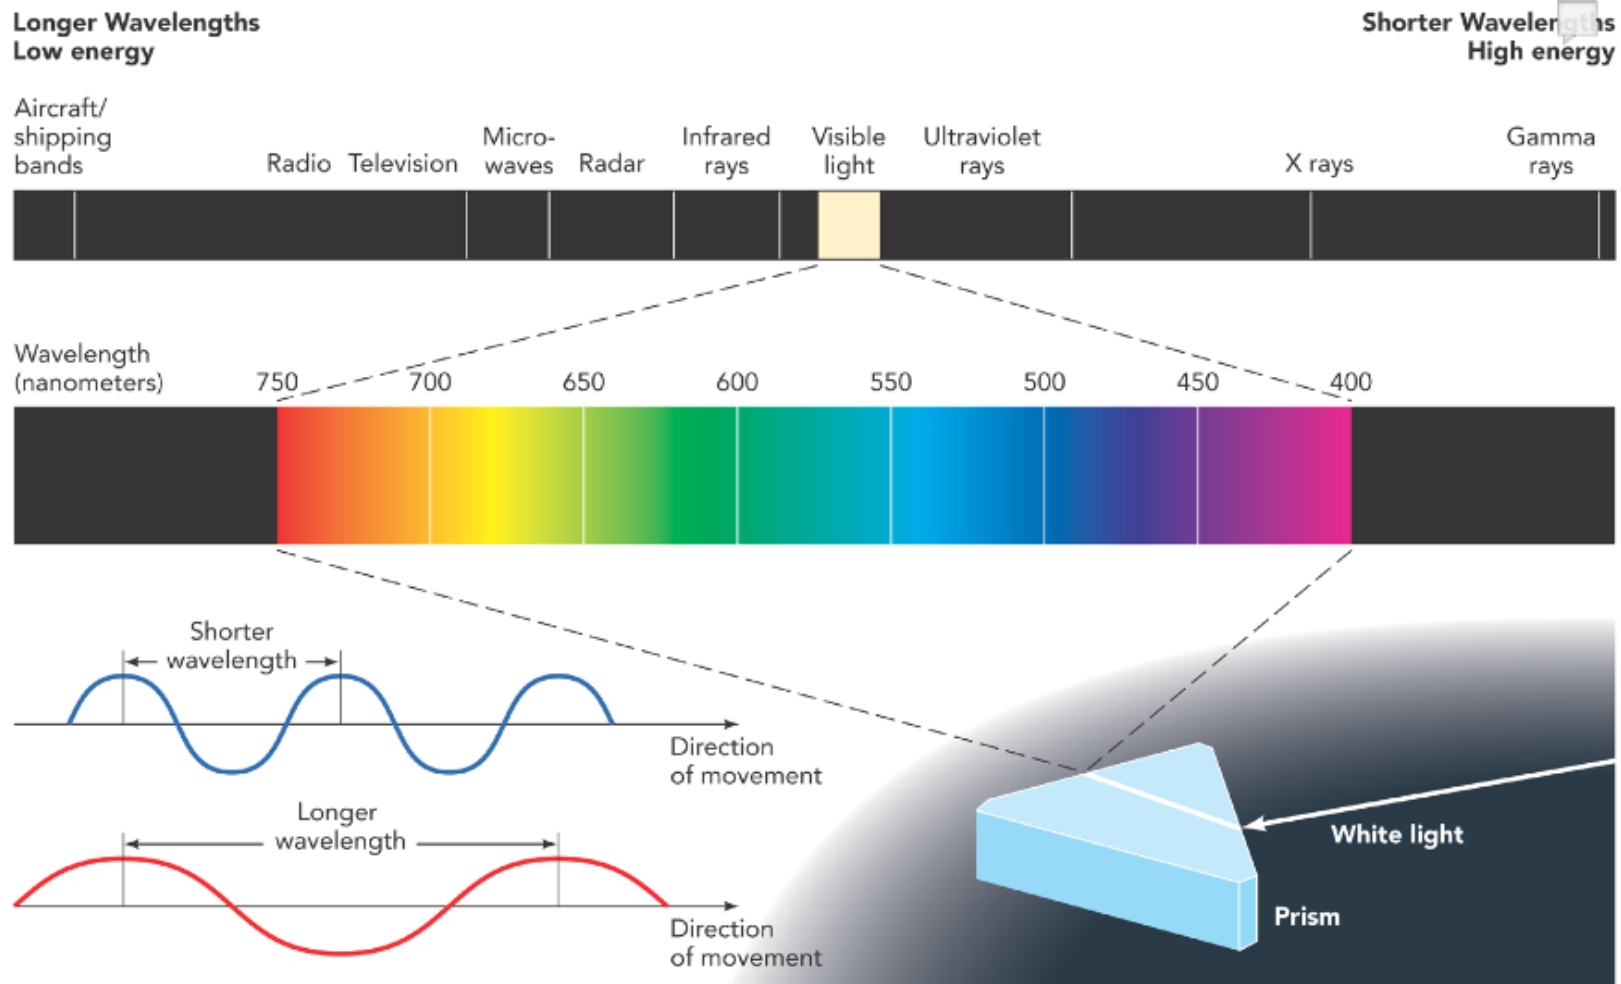 Longer Wavelengths
Low energy
Shorter Wavelengths
High energy
Aircraft/
shipping
bands
Radio
Television
Micro-
waves
Radar
Infrared
rays
Visible
light
Ultraviolet
rays
X rays
Gamma
rays
Wavelength
(nanometers)
750
700
650
600
550
500
450
400
Shorter
wavelength
Direction
of movement
Longer
wavelength
Direction
of movement
White light
Prism